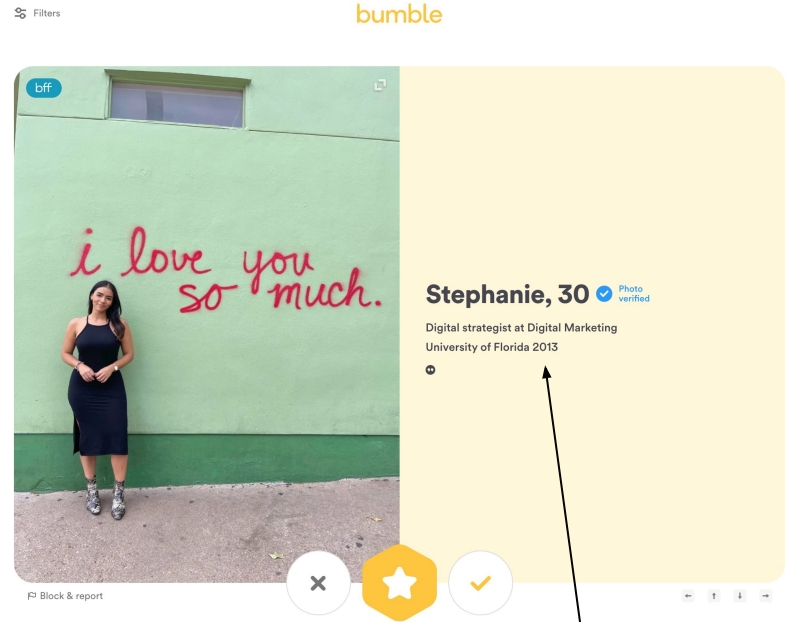 Filters
bumble
bff
i love you
so much.
Stephanie, 30
Photo
verified
Digital strategist at Digital Marketing
University of Florida 2013
Block & report